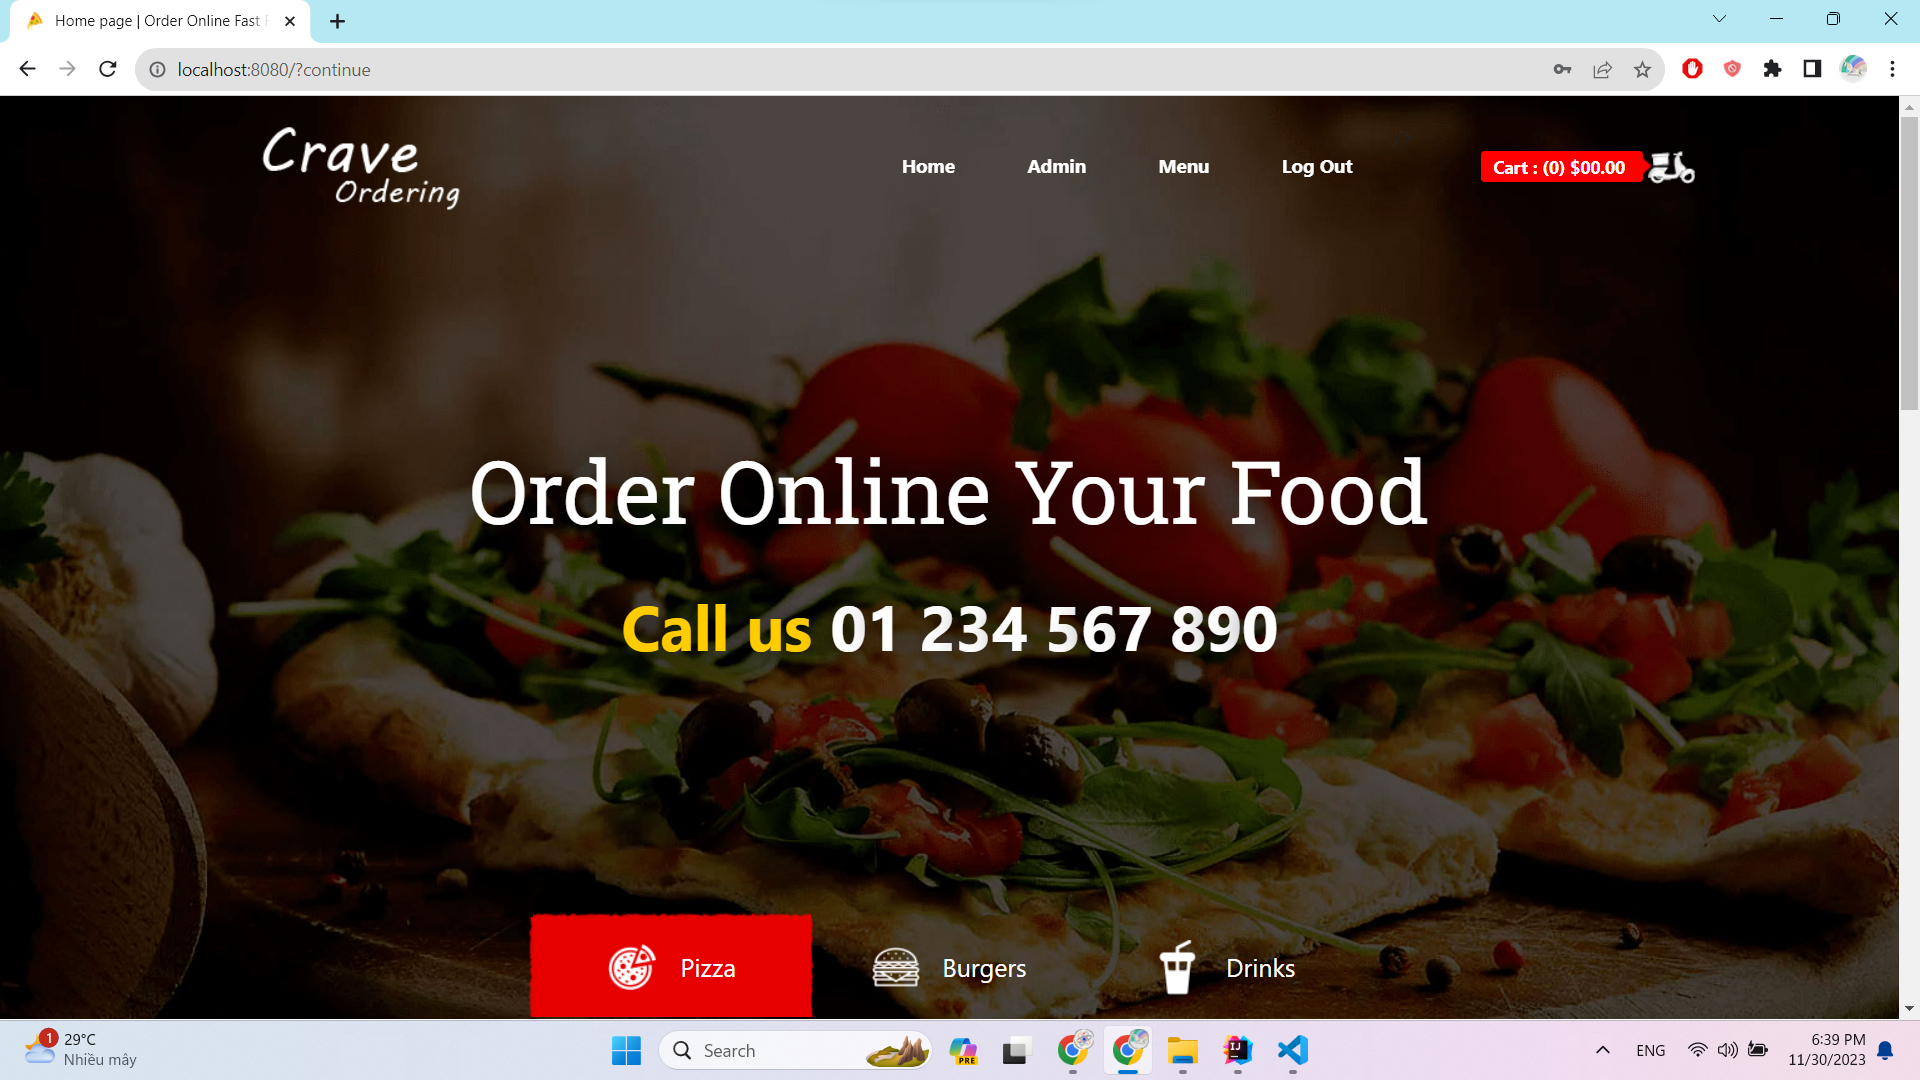 Home page | Order Online Fast
localhost:8080/?continue
Crave
Ordering
Home
Admin
Menu
Log Out
Cart : (0) $00.00
Order Online Your Food
Call us 01 234 567 890
Pizza
Burgers
Drinks
1
29°C
Nhiều mây
Search
PRE
IJ
ENG
6:39 PM
11/30/2023